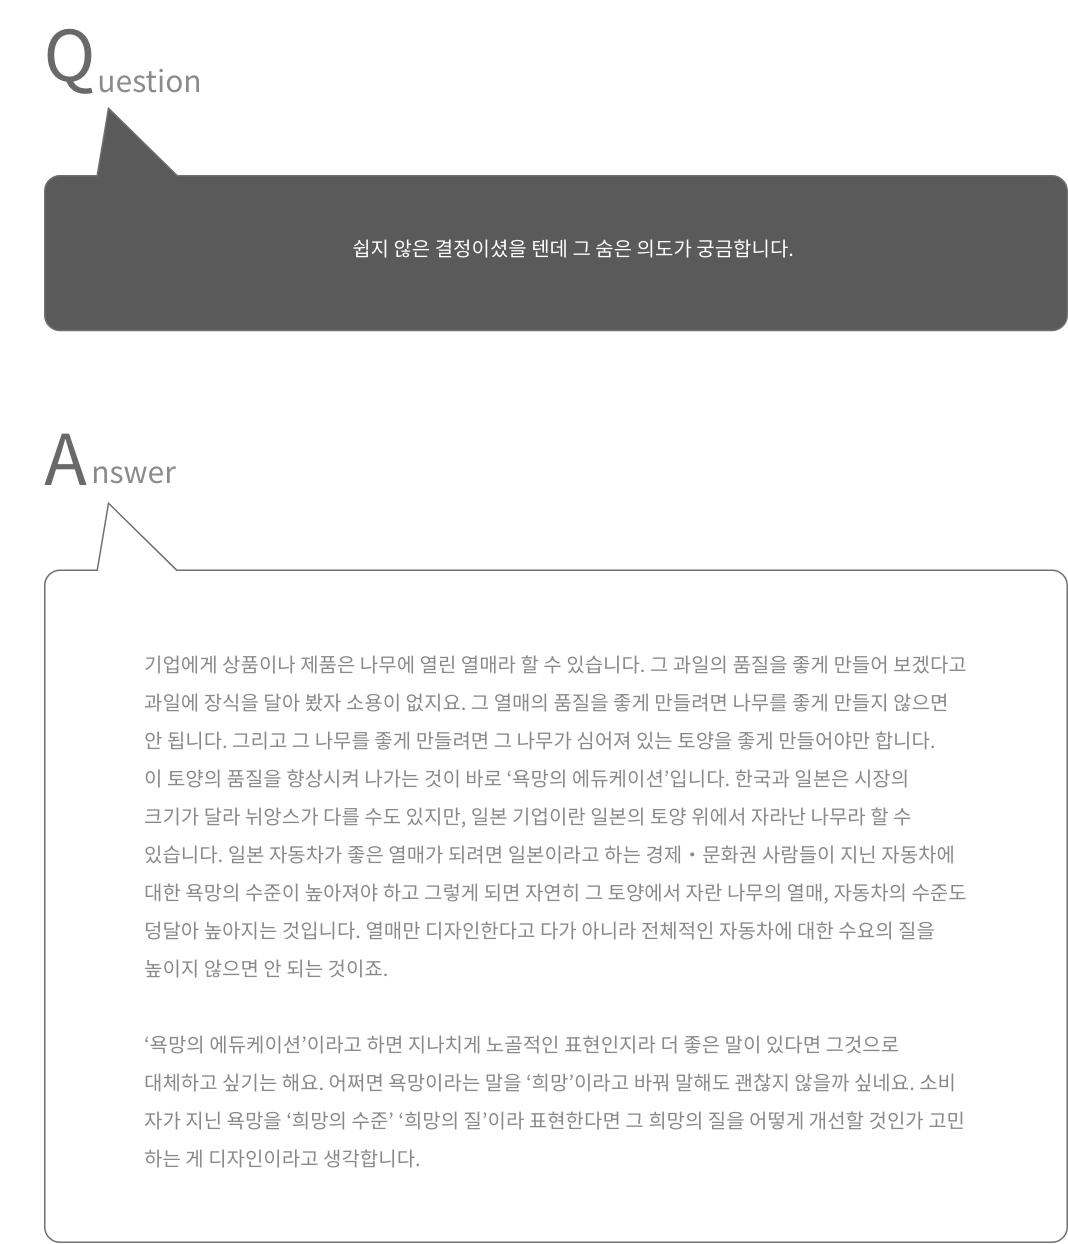 Question
쉽지 않은 결정이셨을 텐데 그 숨은 의도가 궁금합니다.
Answer
기업에게 상품이나 제품은 나무에 열린 열매라 할 수 있습니다. 그 과일의 품질을 좋게 만들어 보겠다고
과일에 장식을 달아 봤자 소용이 없지요. 그 열매의 품질을 좋게 만들려면 나무를 좋게 만들지 않으면
안 됩니다. 그리고 그 나무를 좋게 만들려면 그 나무가 심어져 있는 토양을 좋게 만들어야만 합니다.
이 토양의 품질을 향상시켜 나가는 것이 바로 ‘욕망의 에듀케이션’입니다. 한국과 일본은 시장의
크기가 달라 뉘앙스가 다를 수도 있지만, 일본 기업이란 일본의 토양 위에서 자라난 나무라 할 수
있습니다. 일본 자동차가 좋은 열매가 되려면 일본이라고 하는 경제・문화권 사람들이 지닌 자동차에
대한 욕망의 수준이 높아져야 하고 그렇게 되면 자연히 그 토양에서 자란 나무의 열매, 자동차의 수준도
덩달아 높아지는 것입니다. 열매만 디자인한다고 다가 아니라 전체적인 자동차에 대한 수요의 질을
높이지 않으면 안 되는 것이죠.
‘욕망의 에듀케이션’이라고 하면 지나치게 노골적인 표현인지라 더 좋은 말이 있다면 그것으로
대체하고 싶기는 해요. 어쩌면 욕망이라는 말을 ‘희망’이라고 바꿔 말해도 괜찮지 않을까 싶네요. 소비
자가 지닌 욕망을 ‘희망의 수준’ ‘희망의 질’이라 표현한다면 그 희망의 질을 어떻게 개선할 것인가 고민
하는 게 디자인이라고 생각합니다.